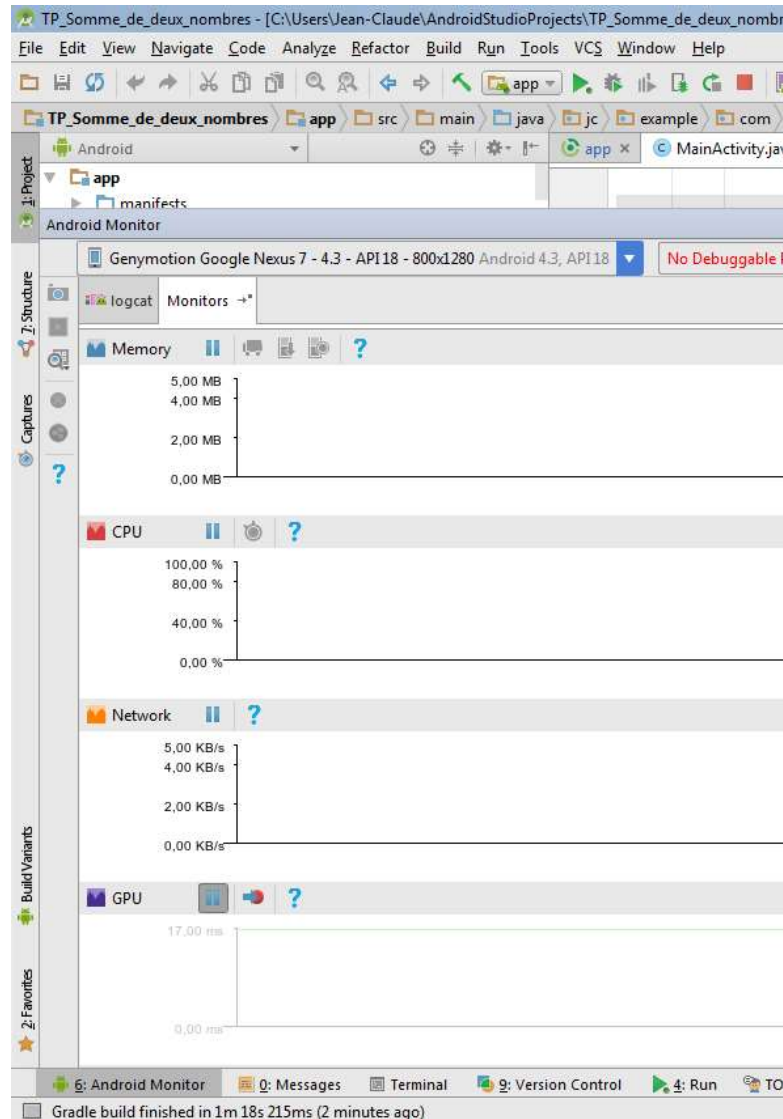 TP_Somme_de_deux_nombres - [C:\Users\Jean-Claude\AndroidStudioProjects\TP_Somme_de_deux_nombr
File Edit View Navigate Code Analyze Refactor Build Run Tools VCS Window Help
app
TP_Somme_de_deux_nombres app src main java jc example com
1: Project
Android
app × MainActivity.jav
app
manifests
Android Monitor
Genymotion Google Nexus 7 - 4.3 - API 18 - 800x1280 Android 4.3, API 18
No Debuggable
7: Structure
logcat Monitors
Memory ?
5,00 MB
4,00 MB
2,00 MB
0,00 MB
Captures
?
CPU ?
100,00 %
80,00 %
40,00 %
0,00 %
Network ?
5,00 KB/s
4,00 KB/s
2,00 KB/s
0,00 KB/s
Build Variants
GPU ?
17,00 ms
0,00 ms
2: Favorites
6: Android Monitor 0: Messages Terminal 9: Version Control 4: Run TO
Gradle build finished in 1m 18s 215ms (2 minutes ago)